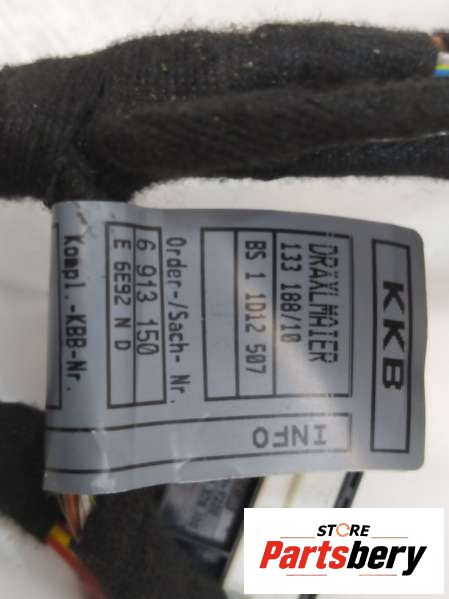 KKB
INFO
DRÄXLMAIER
133 188/10
BS 1 1D12 507
Order-/Sach- Nr.
6 913 150
E 6E92 N D
Kompl.-KBB-Nr.
STORE
Partsbery